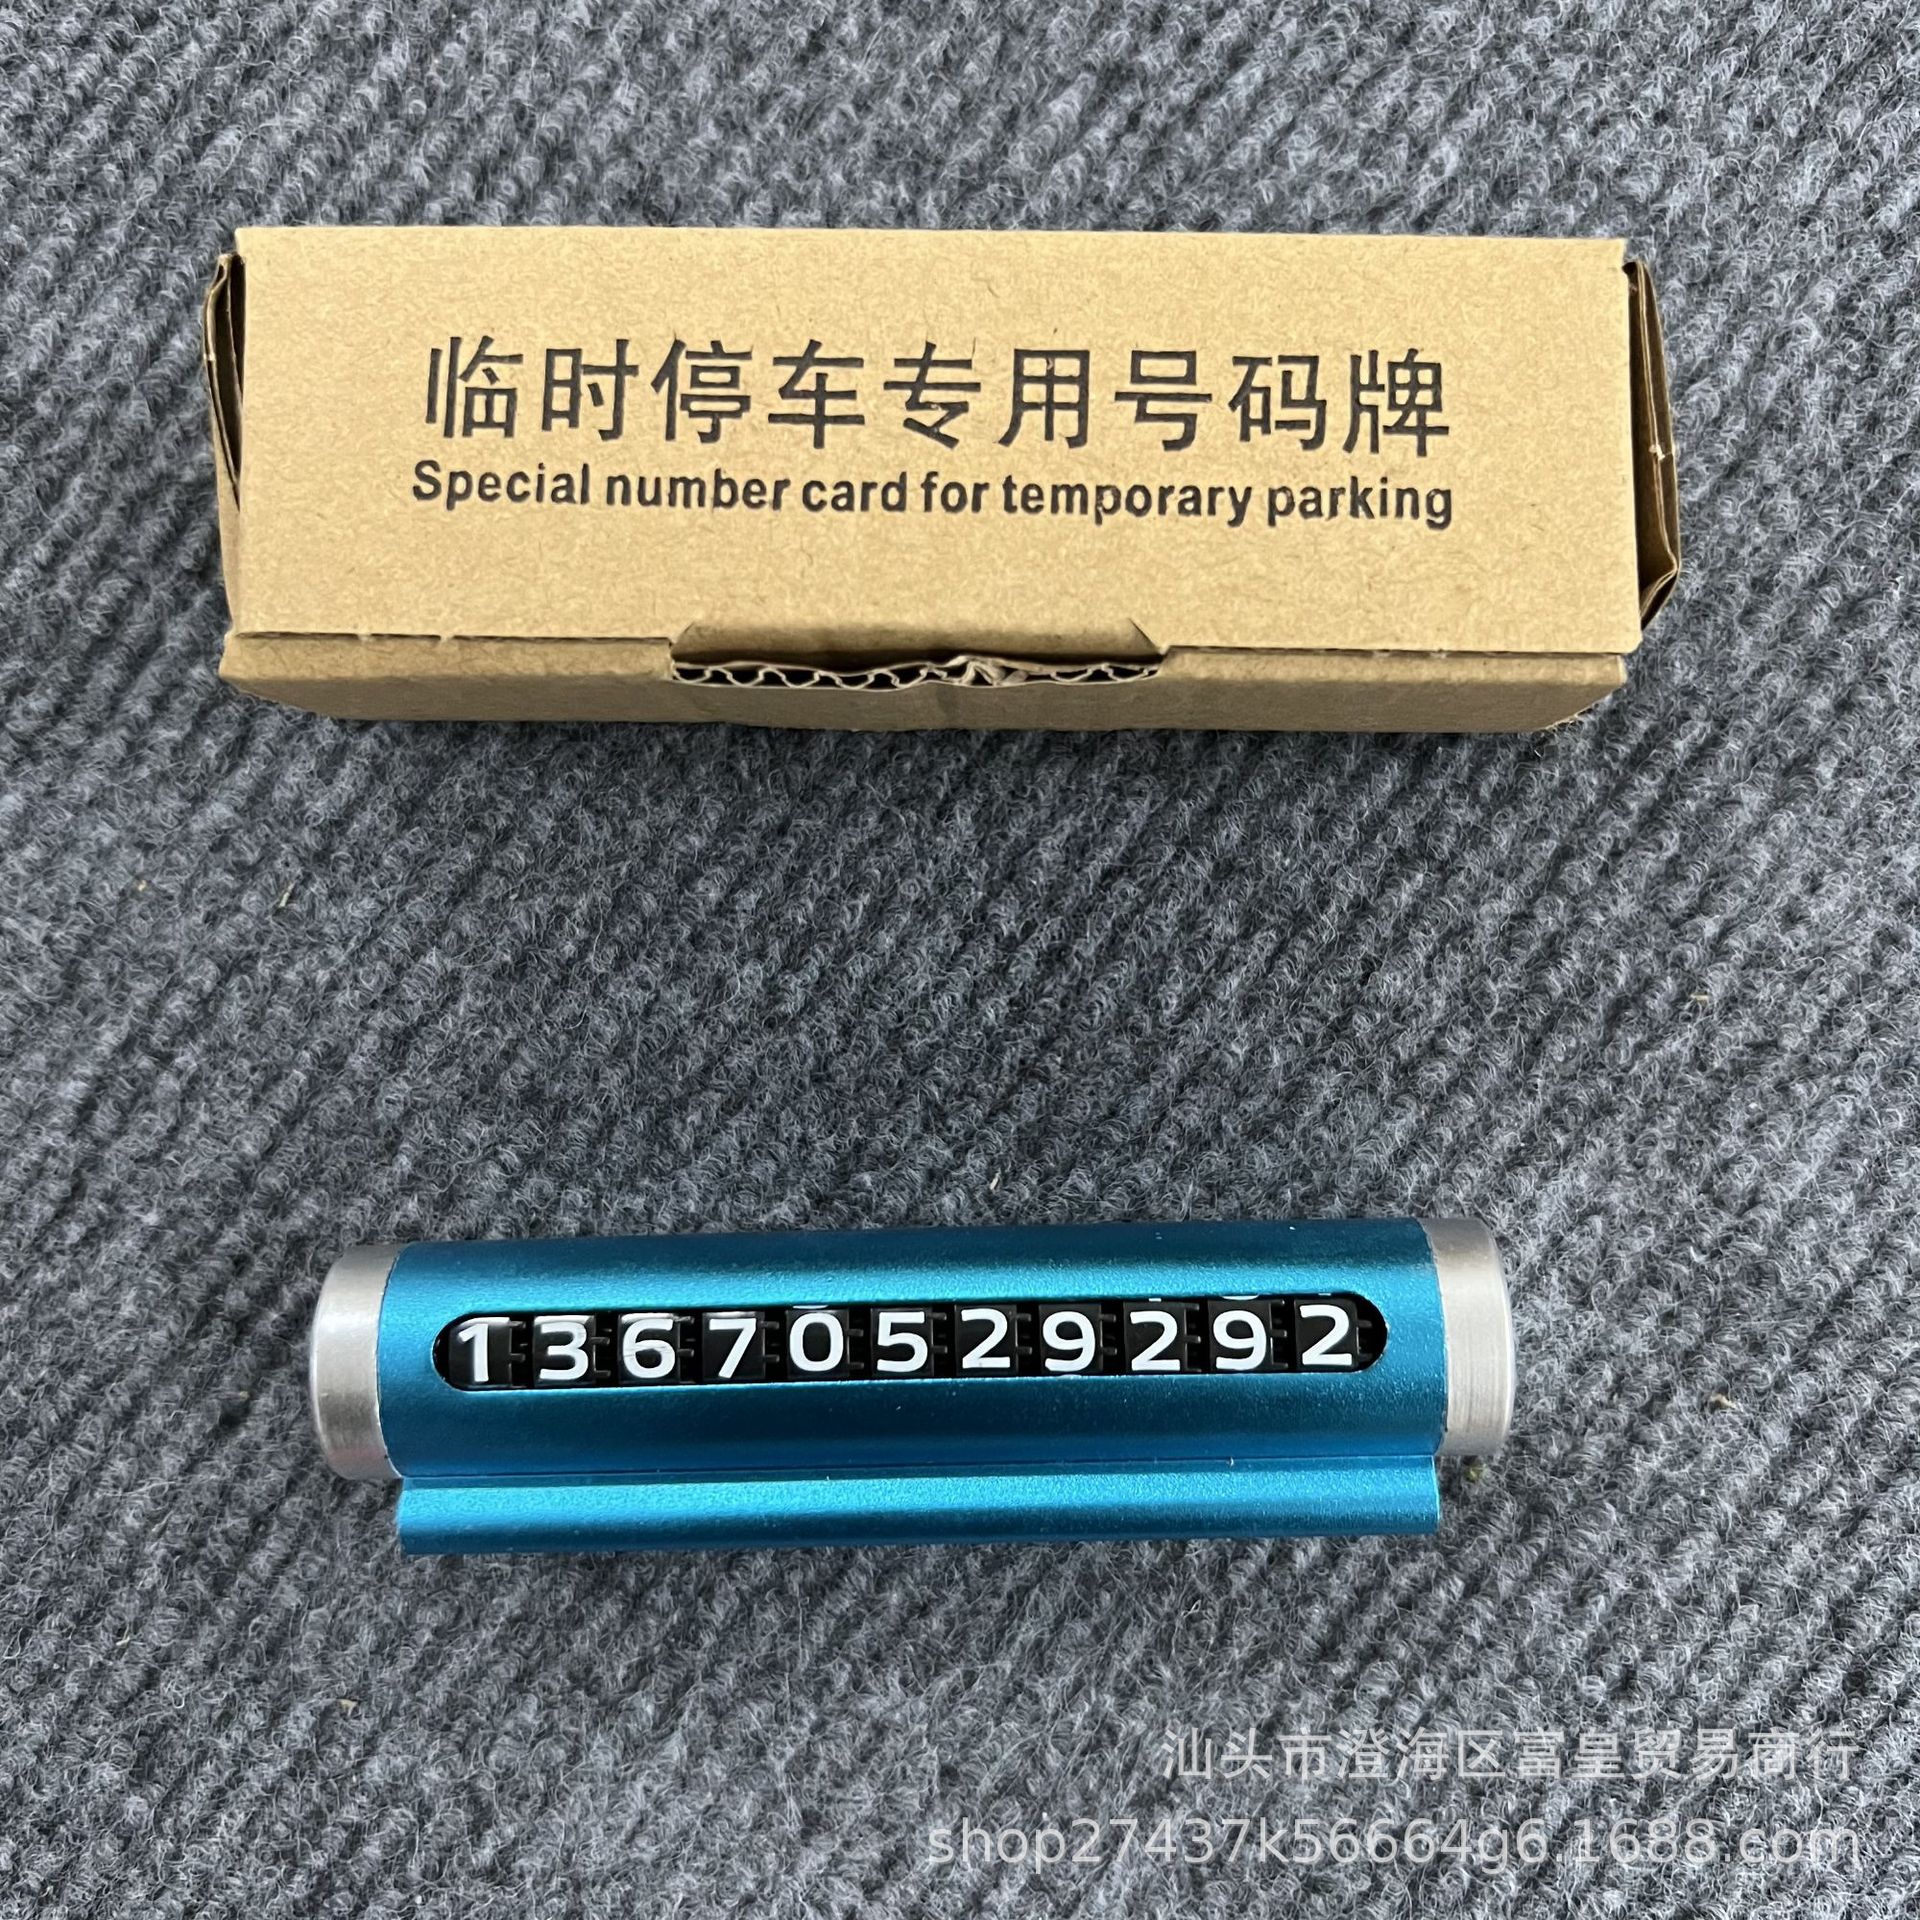 临时停车专用号码牌
Special number card for temporary parking
13670529292
汕头市澄海区富皇贸易商行
shop27437k56664g6.1688.com